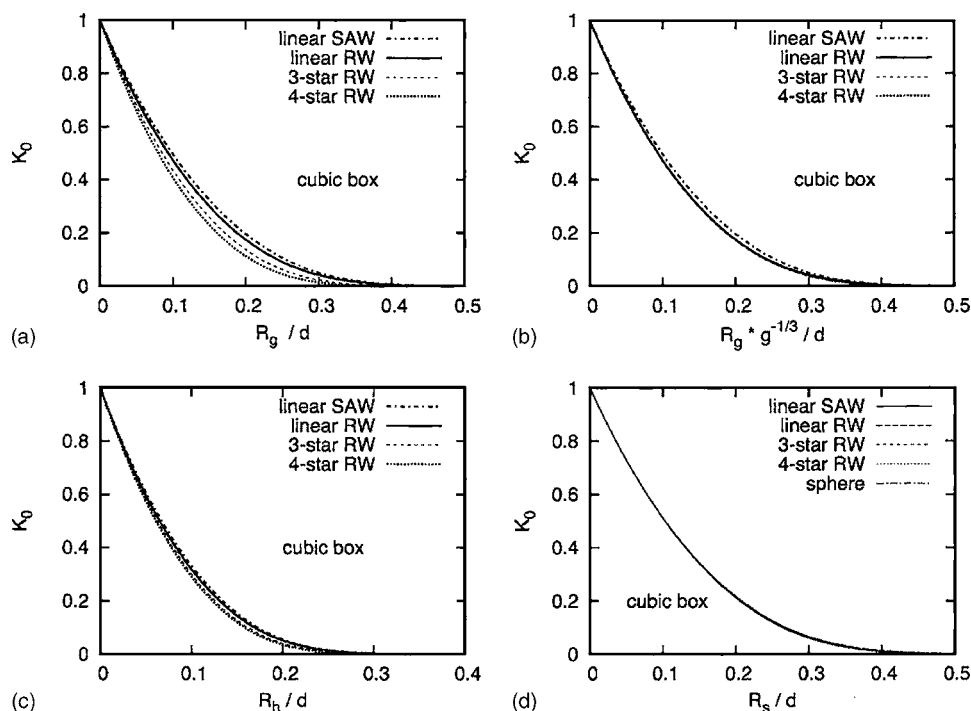 1
0.8
0.6
0.4
0.2
0
K0
linear SAW
linear RW
3-star RW
4-star RW
cubic box
0 0.1 0.2 0.3 0.4 0.5
(a)
Rg / d
1
0.8
0.6
0.4
0.2
0
K0
linear SAW
linear RW
3-star RW
4-star RW
cubic box
0 0.1 0.2 0.3 0.4 0.5
(b)
Rg * g-1/3 / d
1
0.8
0.6
0.4
0.2
0
K0
linear SAW
linear RW
3-star RW
4-star RW
cubic box
0 0.1 0.2 0.3 0.4
(c)
Rh / d
1
0.8
0.6
0.4
0.2
0
K0
linear SAW
linear RW
3-star RW
4-star RW
sphere
cubic box
0 0.1 0.2 0.3 0.4 0.5
(d)
Rs / d